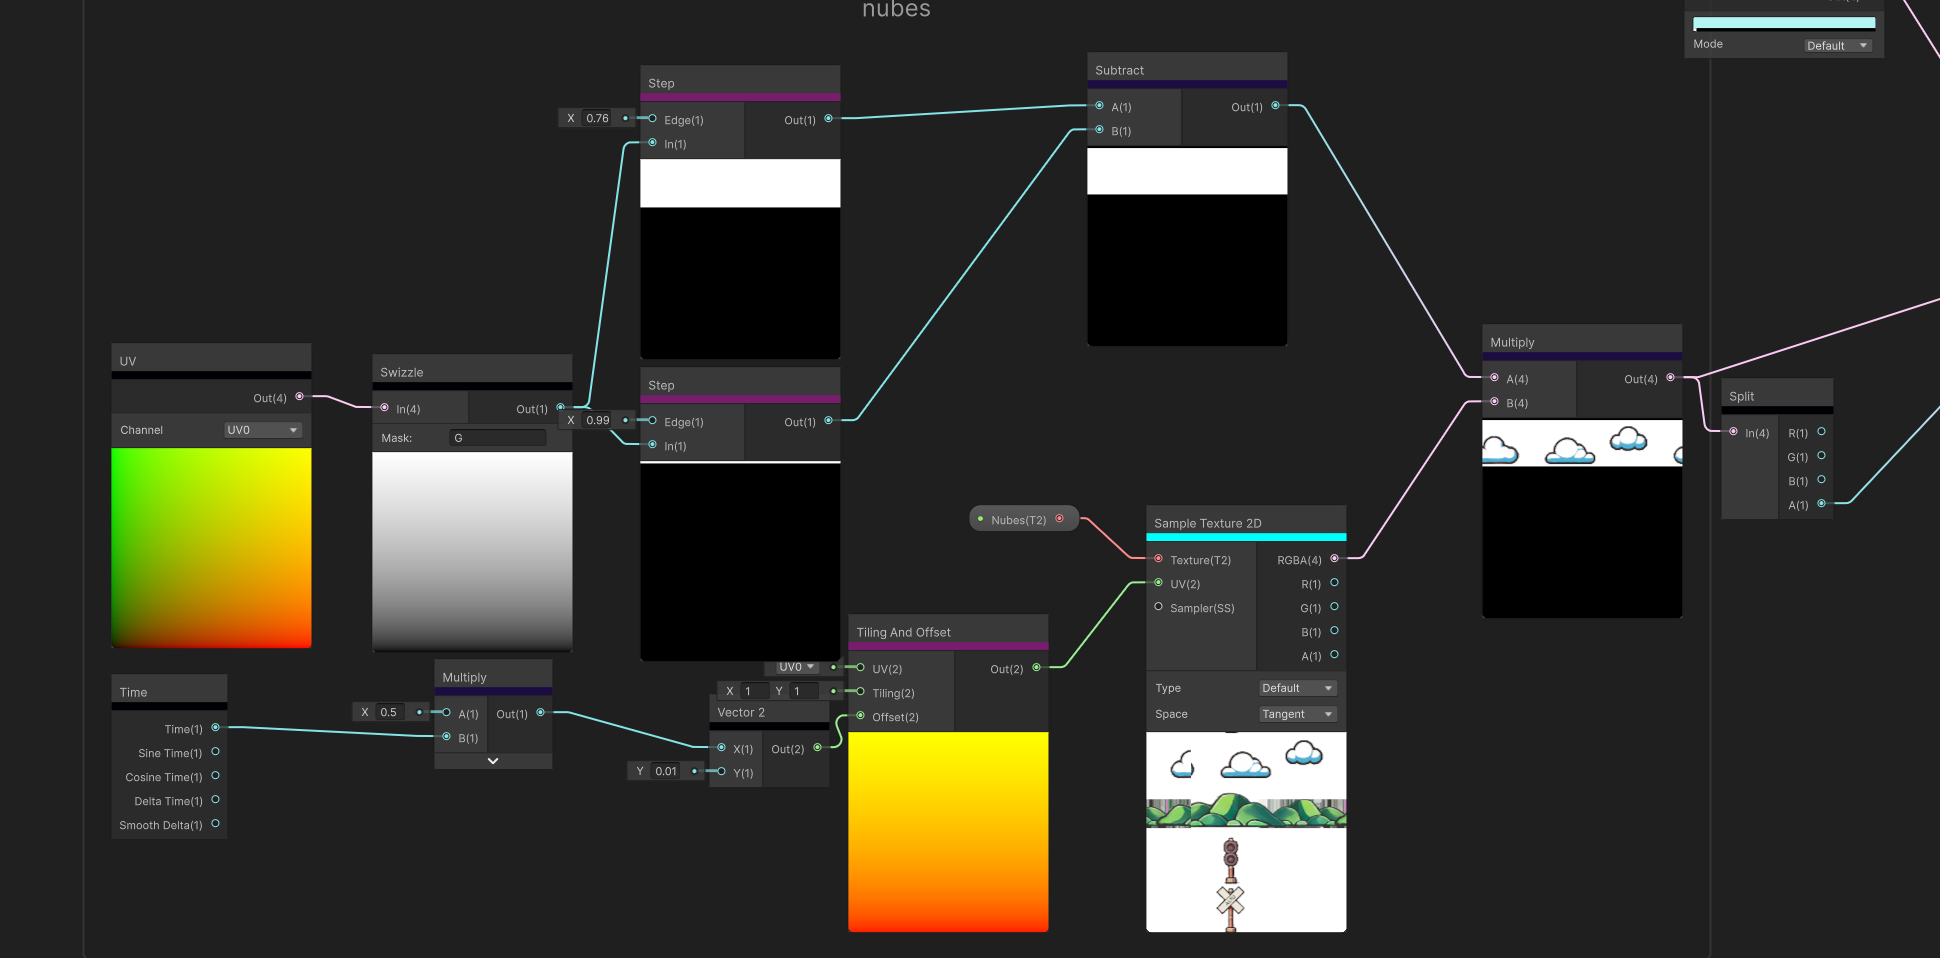 nubes
Mode
Default
Step
X 0.76
Edge(1)
Out(1)
In(1)
Subtract
A(1)
Out(1)
B(1)
UV
Out(4)
Channel
UV0
Swizzle
In(4)
Out(1)
Mask:
G
Step
X 0.99
Edge(1)
Out(1)
In(1)
Multiply
A(4)
Out(4)
B(4)
Split
In(4)
R(1)
G(1)
B(1)
A(1)
Nubes(T2)
Sample Texture 2D
Texture(T2)
RGBA(4)
UV(2)
R(1)
Sampler(SS)
G(1)
B(1)
A(1)
Type
Default
Space
Tangent
Tiling And Offset
UV0
UV(2)
Out(2)
X 1 Y 1
Tiling(2)
Offset(2)
Vector 2
X(1)
Out(2)
Y 0.01
Y(1)
Multiply
X 0.5
A(1)
Out(1)
B(1)
Time
Time(1)
Sine Time(1)
Cosine Time(1)
Delta Time(1)
Smooth Delta(1)